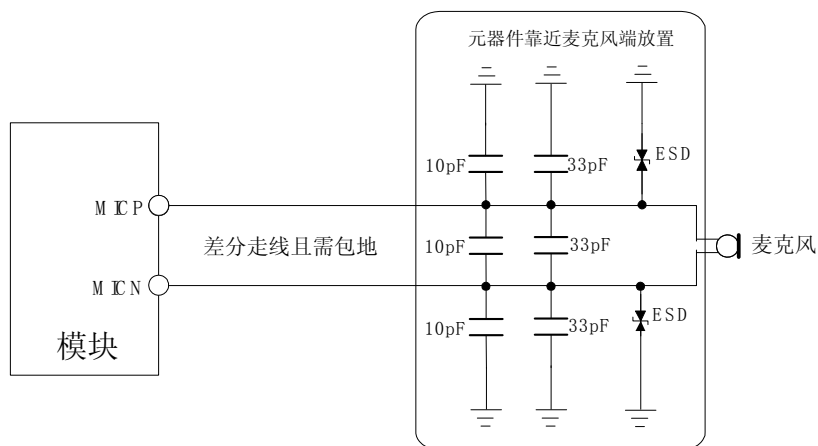 元器件靠近麦克风端放置
10pF
33pF
ESD
MICP
差分走线且需包地
10pF
33pF
麦克风
MICN
10pF
33pF
ESD
模块